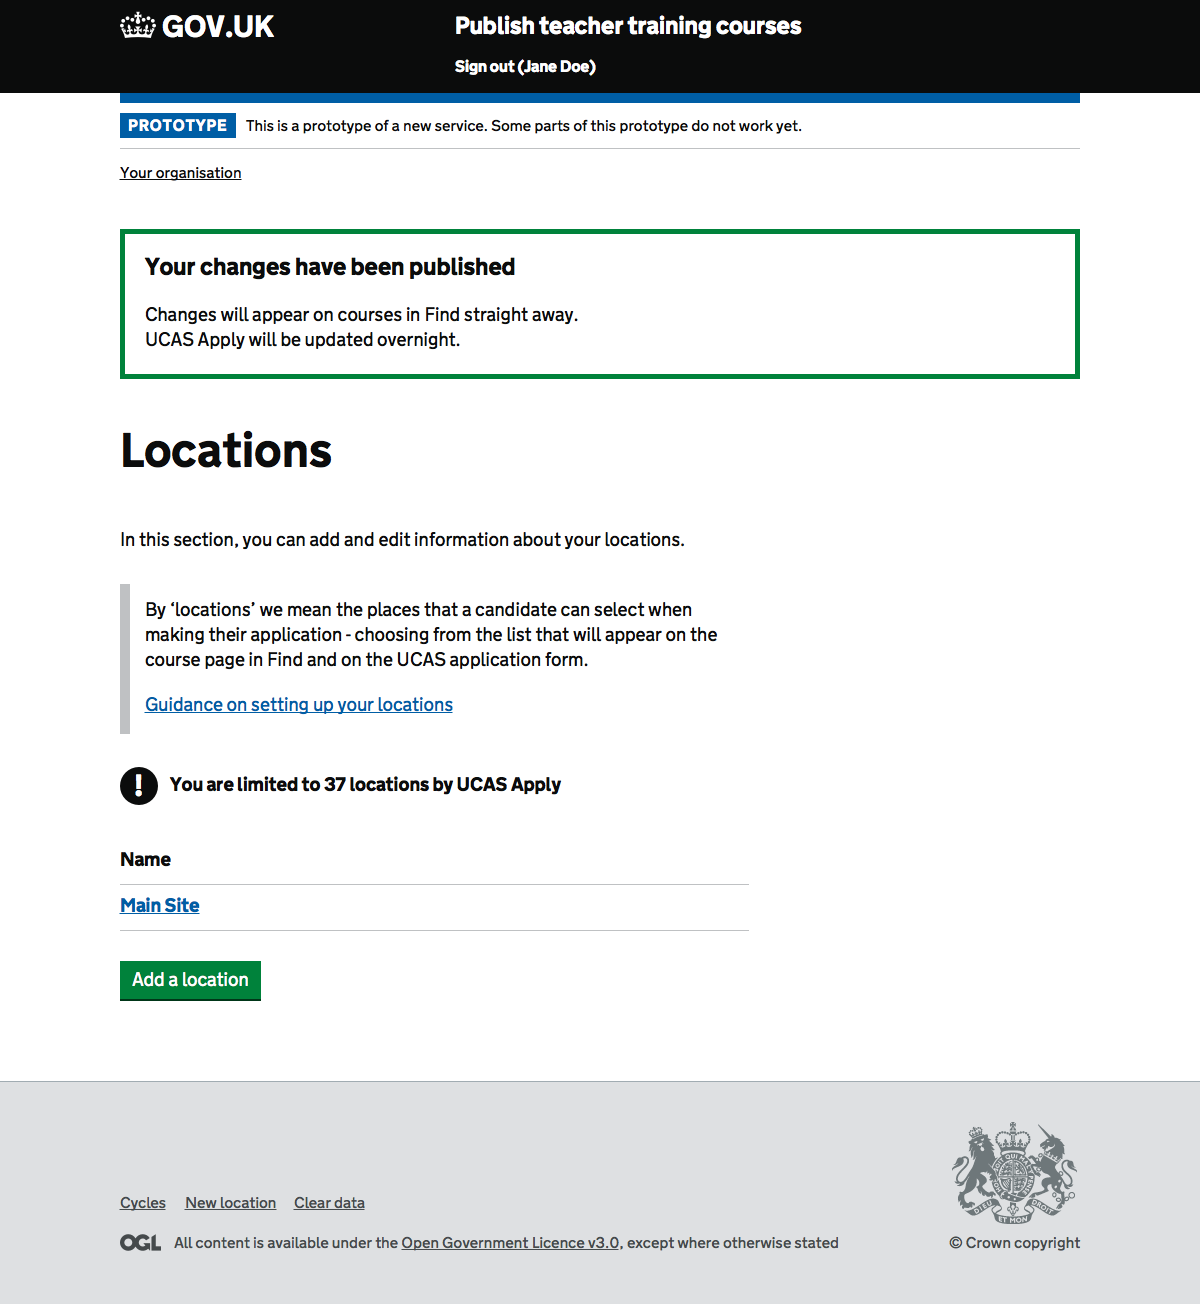 GOV.UK
Publish teacher training courses
Sign out (Jane Doe)
PROTOTYPE This is a prototype of a new service. Some parts of this prototype do not work yet.
Your organisation
Your changes have been published
Changes will appear on courses in Find straight away.
UCAS Apply will be updated overnight.
Locations
In this section, you can add and edit information about your locations.
By ‘locations’ we mean the places that a candidate can select when
making their application - choosing from the list that will appear on the
course page in Find and on the UCAS application form.
Guidance on setting up your locations
! You are limited to 37 locations by UCAS Apply
Name
Main Site
Add a location
Cycles New location Clear data
OGL All content is available under the Open Government Licence v3.0, except where otherwise stated
DIEU ET MON DROIT
© Crown copyright